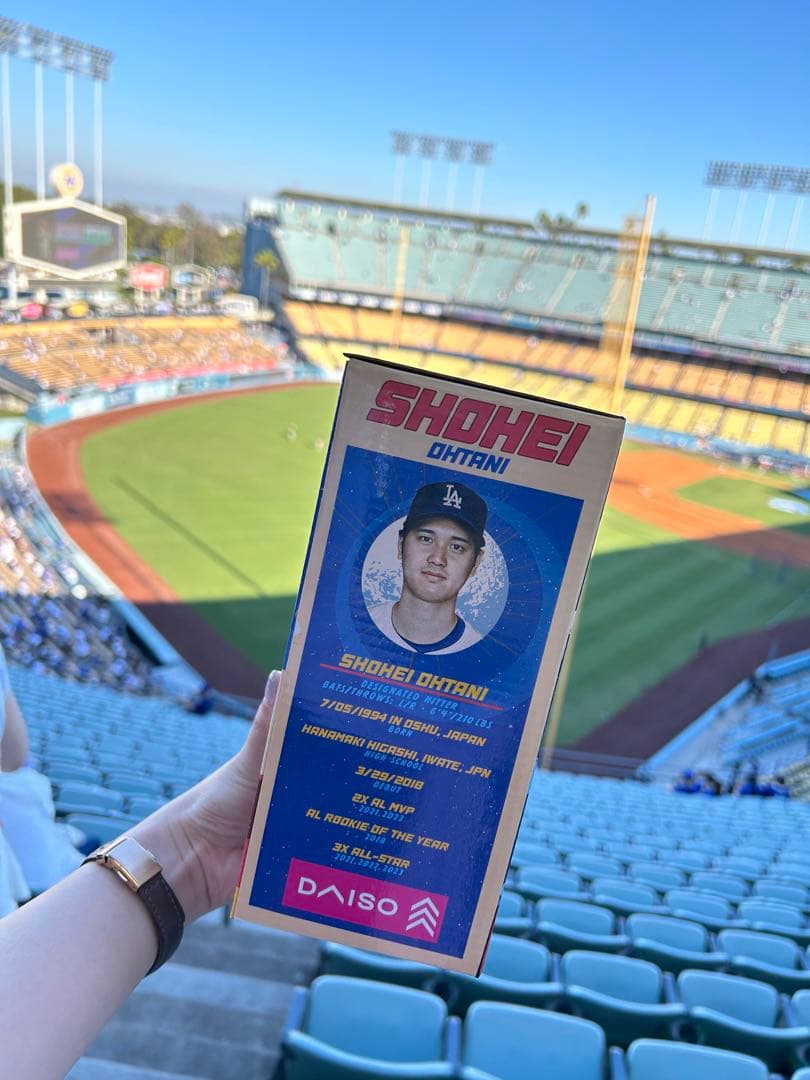 SHOHEI
OHTANI
LA
SHOHEI OHTANI
DESIGNATED HITTER
BATS/THROWS: L/R · 6'4"/210 LBS
7/05/1994 IN OSHU, JAPAN
BORN
HANAMAKI HIGASHI, IWATE, JPN
HIGH SCHOOL
3/29/2018
DEBUT
2X AL MVP
2021, 2023
AL ROOKIE OF THE YEAR
2018
3X ALL-STAR
2021, 2022, 2023
DAISO